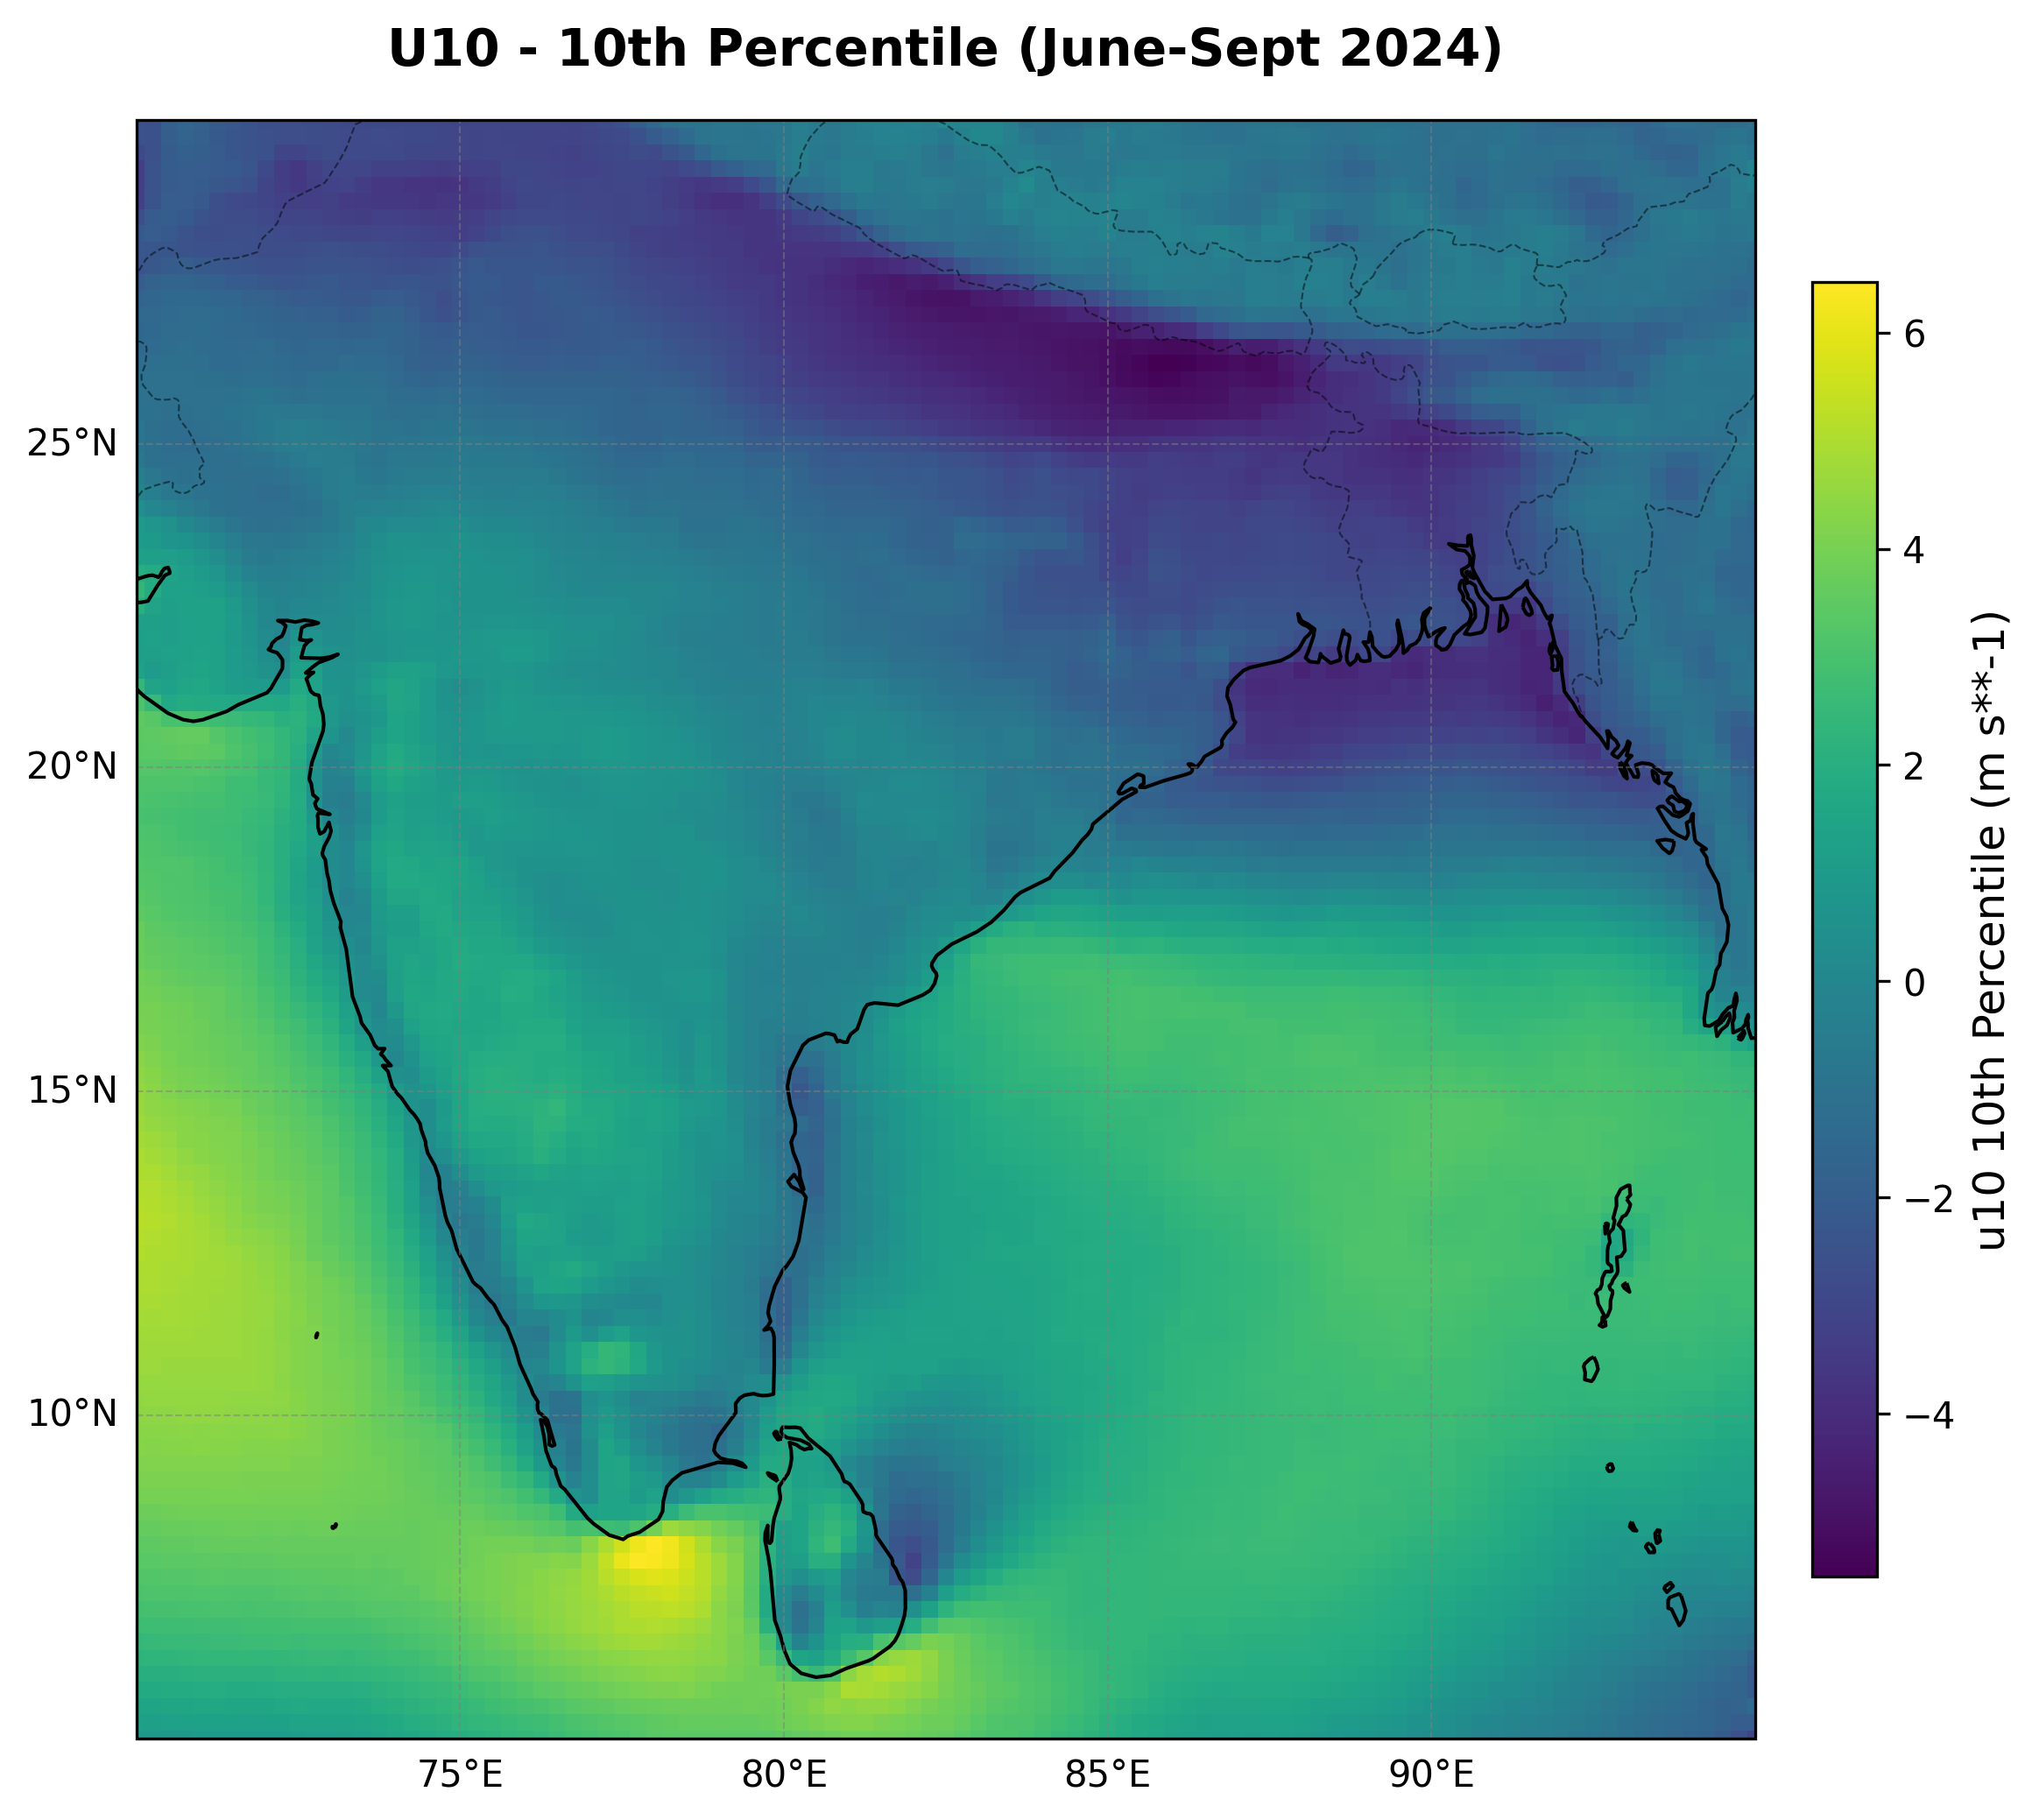 U10 - 10th Percentile (June-Sept 2024)
25°N
20°N
15°N
10°N
75°E
80°E
85°E
90°E
6
4
2
0
−2
−4
u10 10th Percentile (m s**-1)